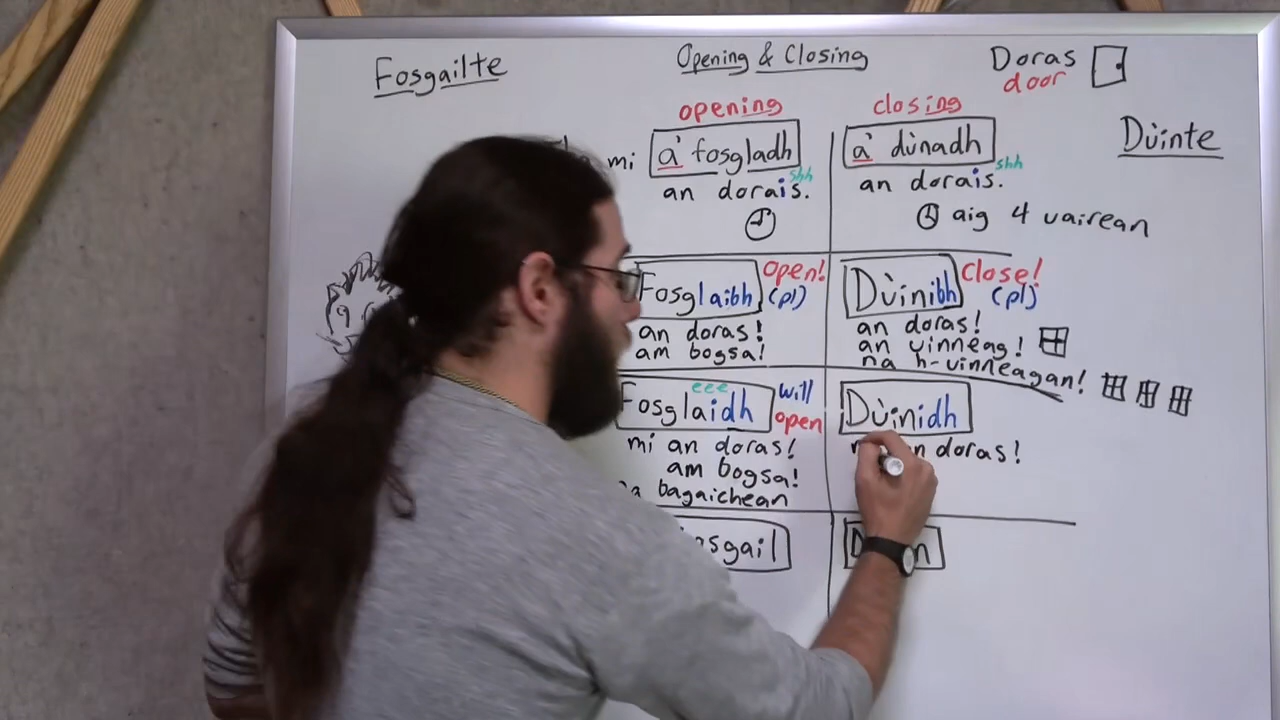 Fosgailte
Opening & Closing
Doras
door
Dùinte
opening
mi a' fosgladh
shh
an dorais.
closing
a' dùnadh
shh
an dorais.
aig 4 uairean
Fosglaibh open!
(pl)
an doras!
am bogsa!
Dùinibh close!
(pl)
an doras!
an uinneag!
na h-uinneagan!
eee
Fosglaidh will
open
mi an doras!
am bogsa!
bagaichean
Dùinidh
doras!